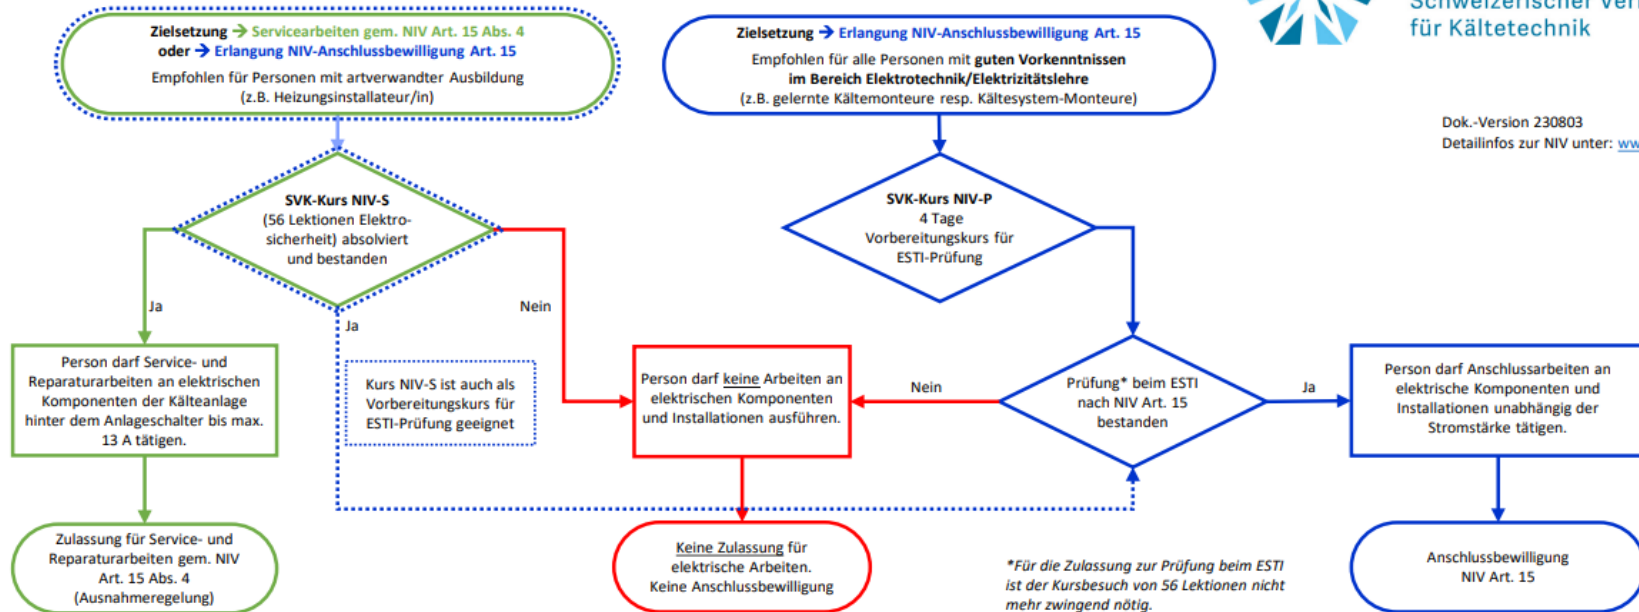 Zielsetzung → Servicearbeiten gem. NIV Art. 15 Abs. 4
oder → Erlangung NIV-Anschlussbewilligung Art. 15
Empfohlen für Personen mit artverwandter Ausbildung
(z.B. Heizungsinstallateur/in)
Zielsetzung → Erlangung NIV-Anschlussbewilligung Art. 15
Empfohlen für alle Personen mit guten Vorkenntnissen
im Bereich Elektrotechnik/Elektrizitätslehre
(z.B. gelernte Kältemonteure resp. Kältesystem-Monteure)
Schweizerischer
für Kältetechnik
Dok.-Version 230803
Detailinfos zur NIV unter:
SVK-Kurs NIV-S
(56 Lektionen Elektro-
sicherheit) absolviert
und bestanden
SVK-Kurs NIV-P
4 Tage
Vorbereitungskurs für
ESTI-Prüfung
Ja
Ja
Nein
Person darf Service- und
Reparaturarbeiten an elektrischen
Komponenten der Kälteanlage
hinter dem Anlageschalter bis max.
13 A tätigen.
Kurs NIV-S ist auch als
Vorbereitungskurs für
ESTI-Prüfung geeignet
Person darf keine Arbeiten an
elektrischen Komponenten
und Installationen ausführen.
Nein
Prüfung* beim ESTI
nach NIV Art. 15
bestanden
Ja
Person darf Anschlussarbeiten an
elektrische Komponenten und
Installationen unabhängig der
Stromstärke tätigen.
Zulassung für Service- und
Reparaturarbeiten gem. NIV
Art. 15 Abs. 4
(Ausnahmeregelung)
Keine Zulassung für
elektrische Arbeiten.
Keine Anschlussbewilligung
*Für die Zulassung zur Prüfung beim ESTI
ist der Kursbesuch von 56 Lektionen nicht
mehr zwingend nötig.
Anschlussbewilligung
NIV Art. 15